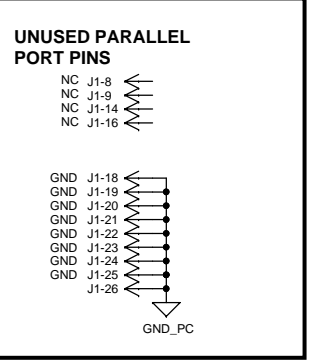 UNUSED PARALLEL
PORT PINS
NC J1-8
NC J1-9
NC J1-14
NC J1-16
GND J1-18
GND J1-19
GND J1-20
GND J1-21
GND J1-22
GND J1-23
GND J1-24
GND J1-25
J1-26
GND_PC